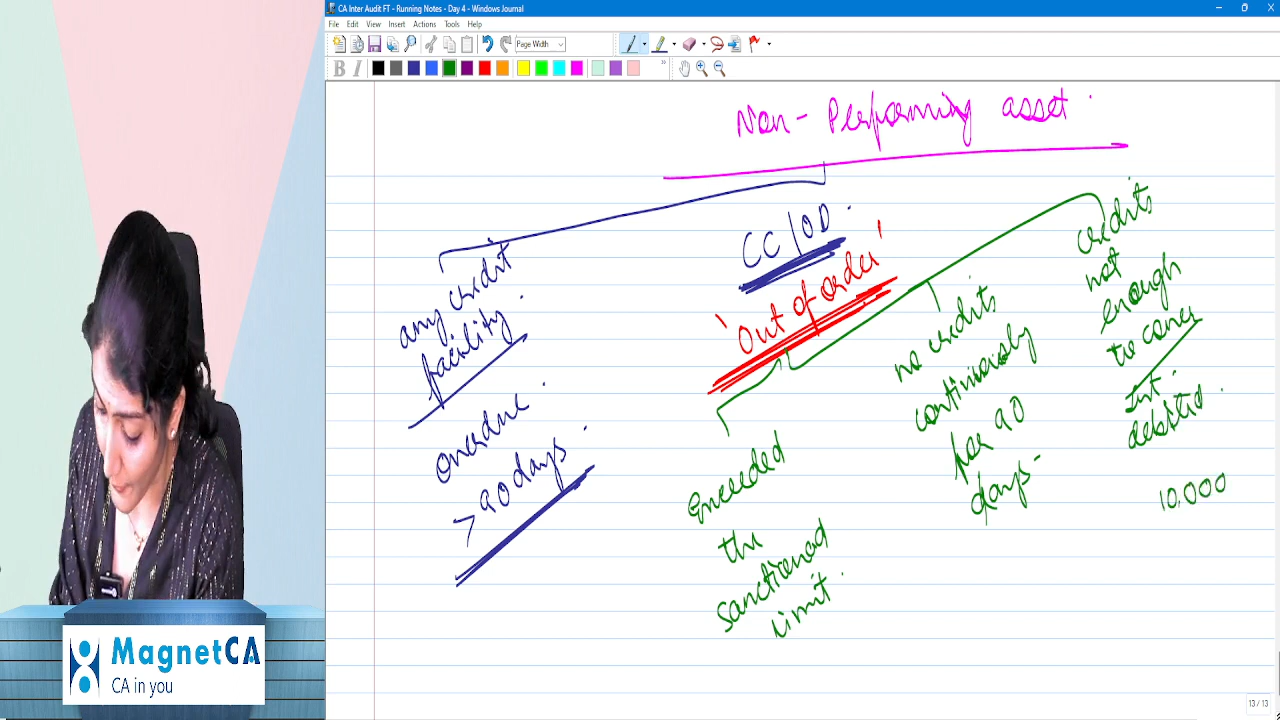 CA Inter Audit FT - Running Notes - Day 4 - Windows Journal
File Edit View Insert Actions Tools Help
Page Width
B I
Non-Performing asset
CC/OD
'Out of order'
any credit
facility
overdue
>90 days
exceeded
the
sanctioned
limit
no credits
continuously
for 90
days
credits
not
enough
to cover
int
debited
10,000
MagnetCA
CA in you
13 / 13